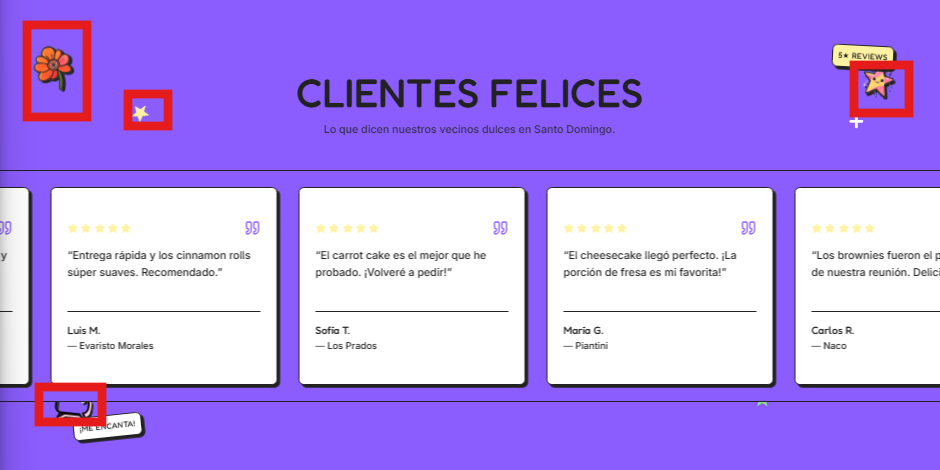 5★ REVIEWS
CLIENTES FELICES
Lo que dicen nuestros vecinos dulces en Santo Domingo.
y
“Entrega rápida y los cinnamon rolls
súper suaves. Recomendado.”
Luis M.
— Evaristo Morales
“El carrot cake es el mejor que he
probado. ¡Volveré a pedir!”
Sofía T.
— Los Prados
“El cheesecake llegó perfecto. ¡La
porción de fresa es mi favorita!”
María G.
— Piantini
“Los brownies fueron el
de nuestra reunión.
Carlos R.
— Naco
¡ME ENCANTA!